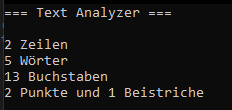 === Text Analyzer ===
2 Zeilen
5 Wörter
13 Buchstaben
2 Punkte und 1 Beistriche